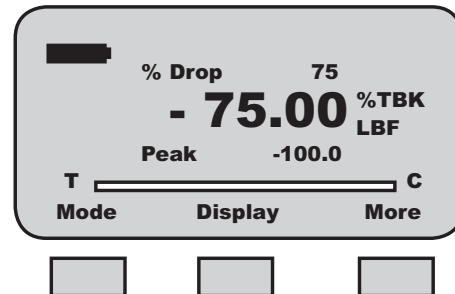 % Drop 75
- 75.00 %TBK
LBF
Peak -100.0
T C
Mode Display More